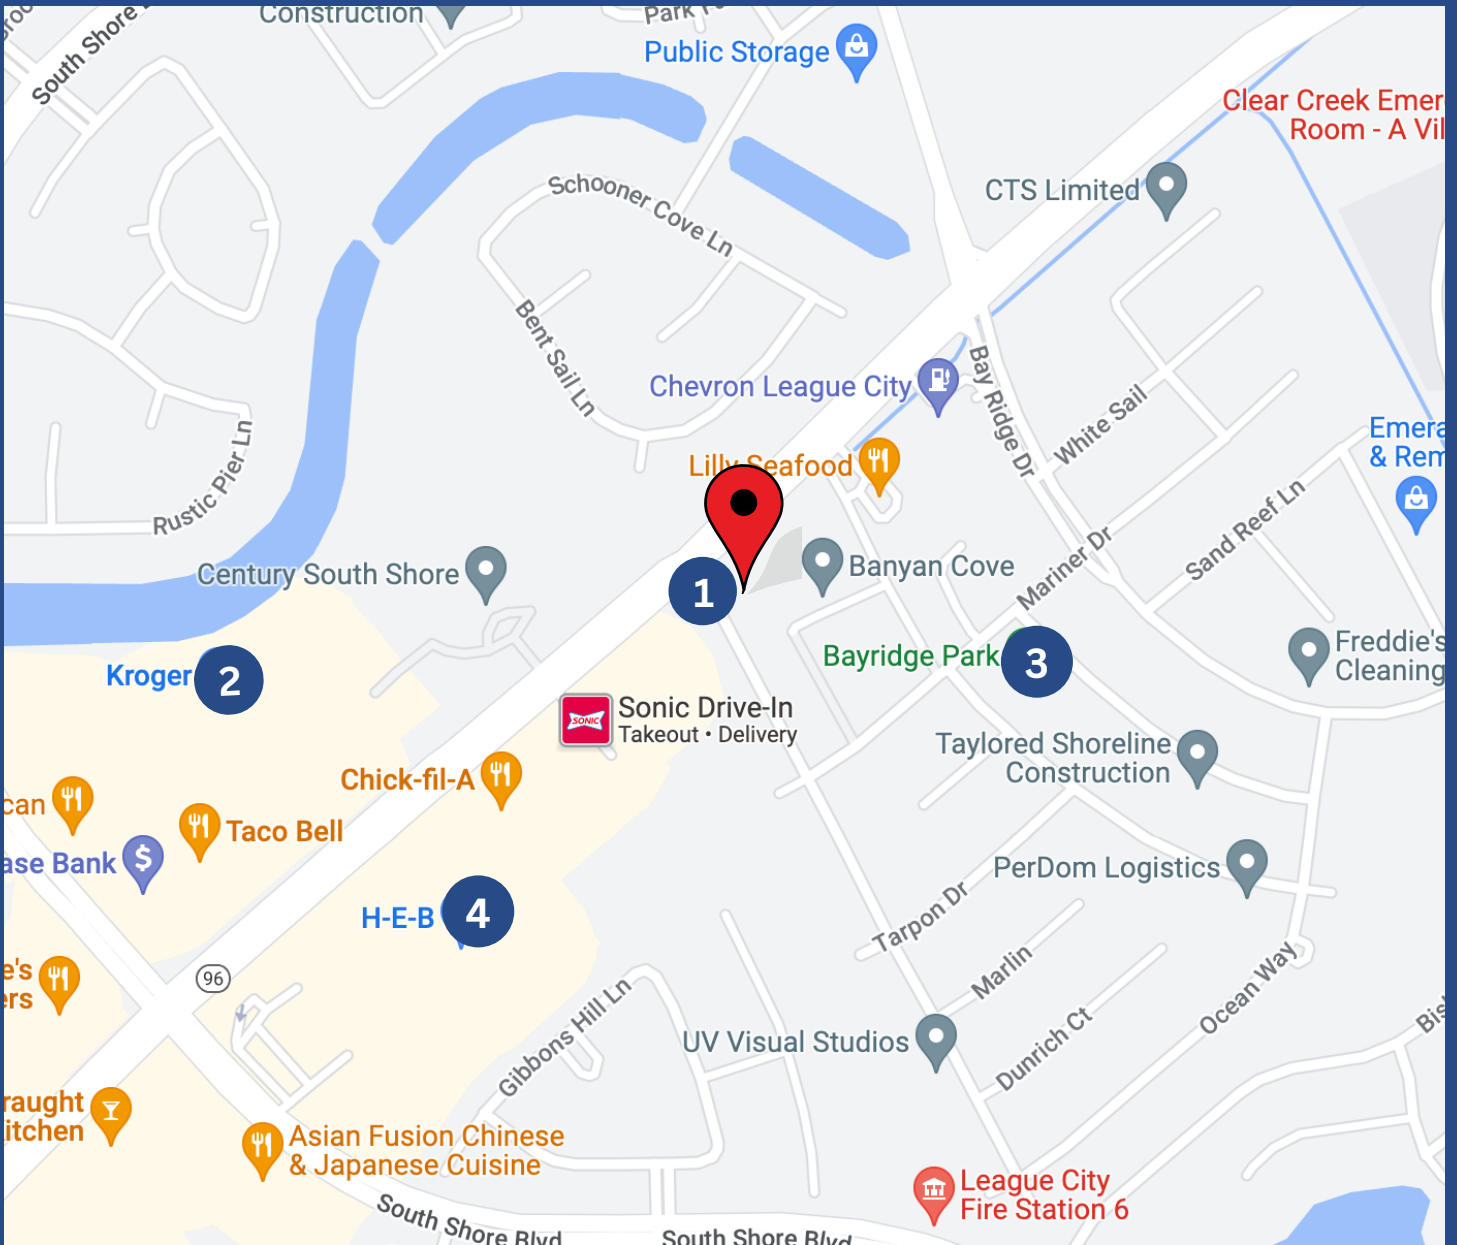 Construction
Park
South Shore
Public Storage
Clear Creek Emer
Room - A Vil
CTS Limited
Schooner Cove Ln
Bent Sail Ln
Chevron League City
Bay Ridge Dr
White Sail
Emera
& Rem
Lilly Seafood
Rustic Pier Ln
Sand Reef Ln
Century South Shore
1
Banyan Cove
Mariner Dr
Kroger
2
Bayridge Park
3
Freddie's
Cleaning
SONIC
Sonic Drive-In
Takeout • Delivery
Taylored Shoreline
Construction
Chick-fil-A
can
Taco Bell
ase Bank
$
PerDom Logistics
H-E-B
4
Tarpon Dr
Marlin
96
e's
ers
Ocean Way
Gibbons Hill Ln
UV Visual Studios
Dunrich Ct
Bis
raught
itchen
Asian Fusion Chinese
& Japanese Cuisine
League City
Fire Station 6
South Shore Blvd
South Shore Blvd